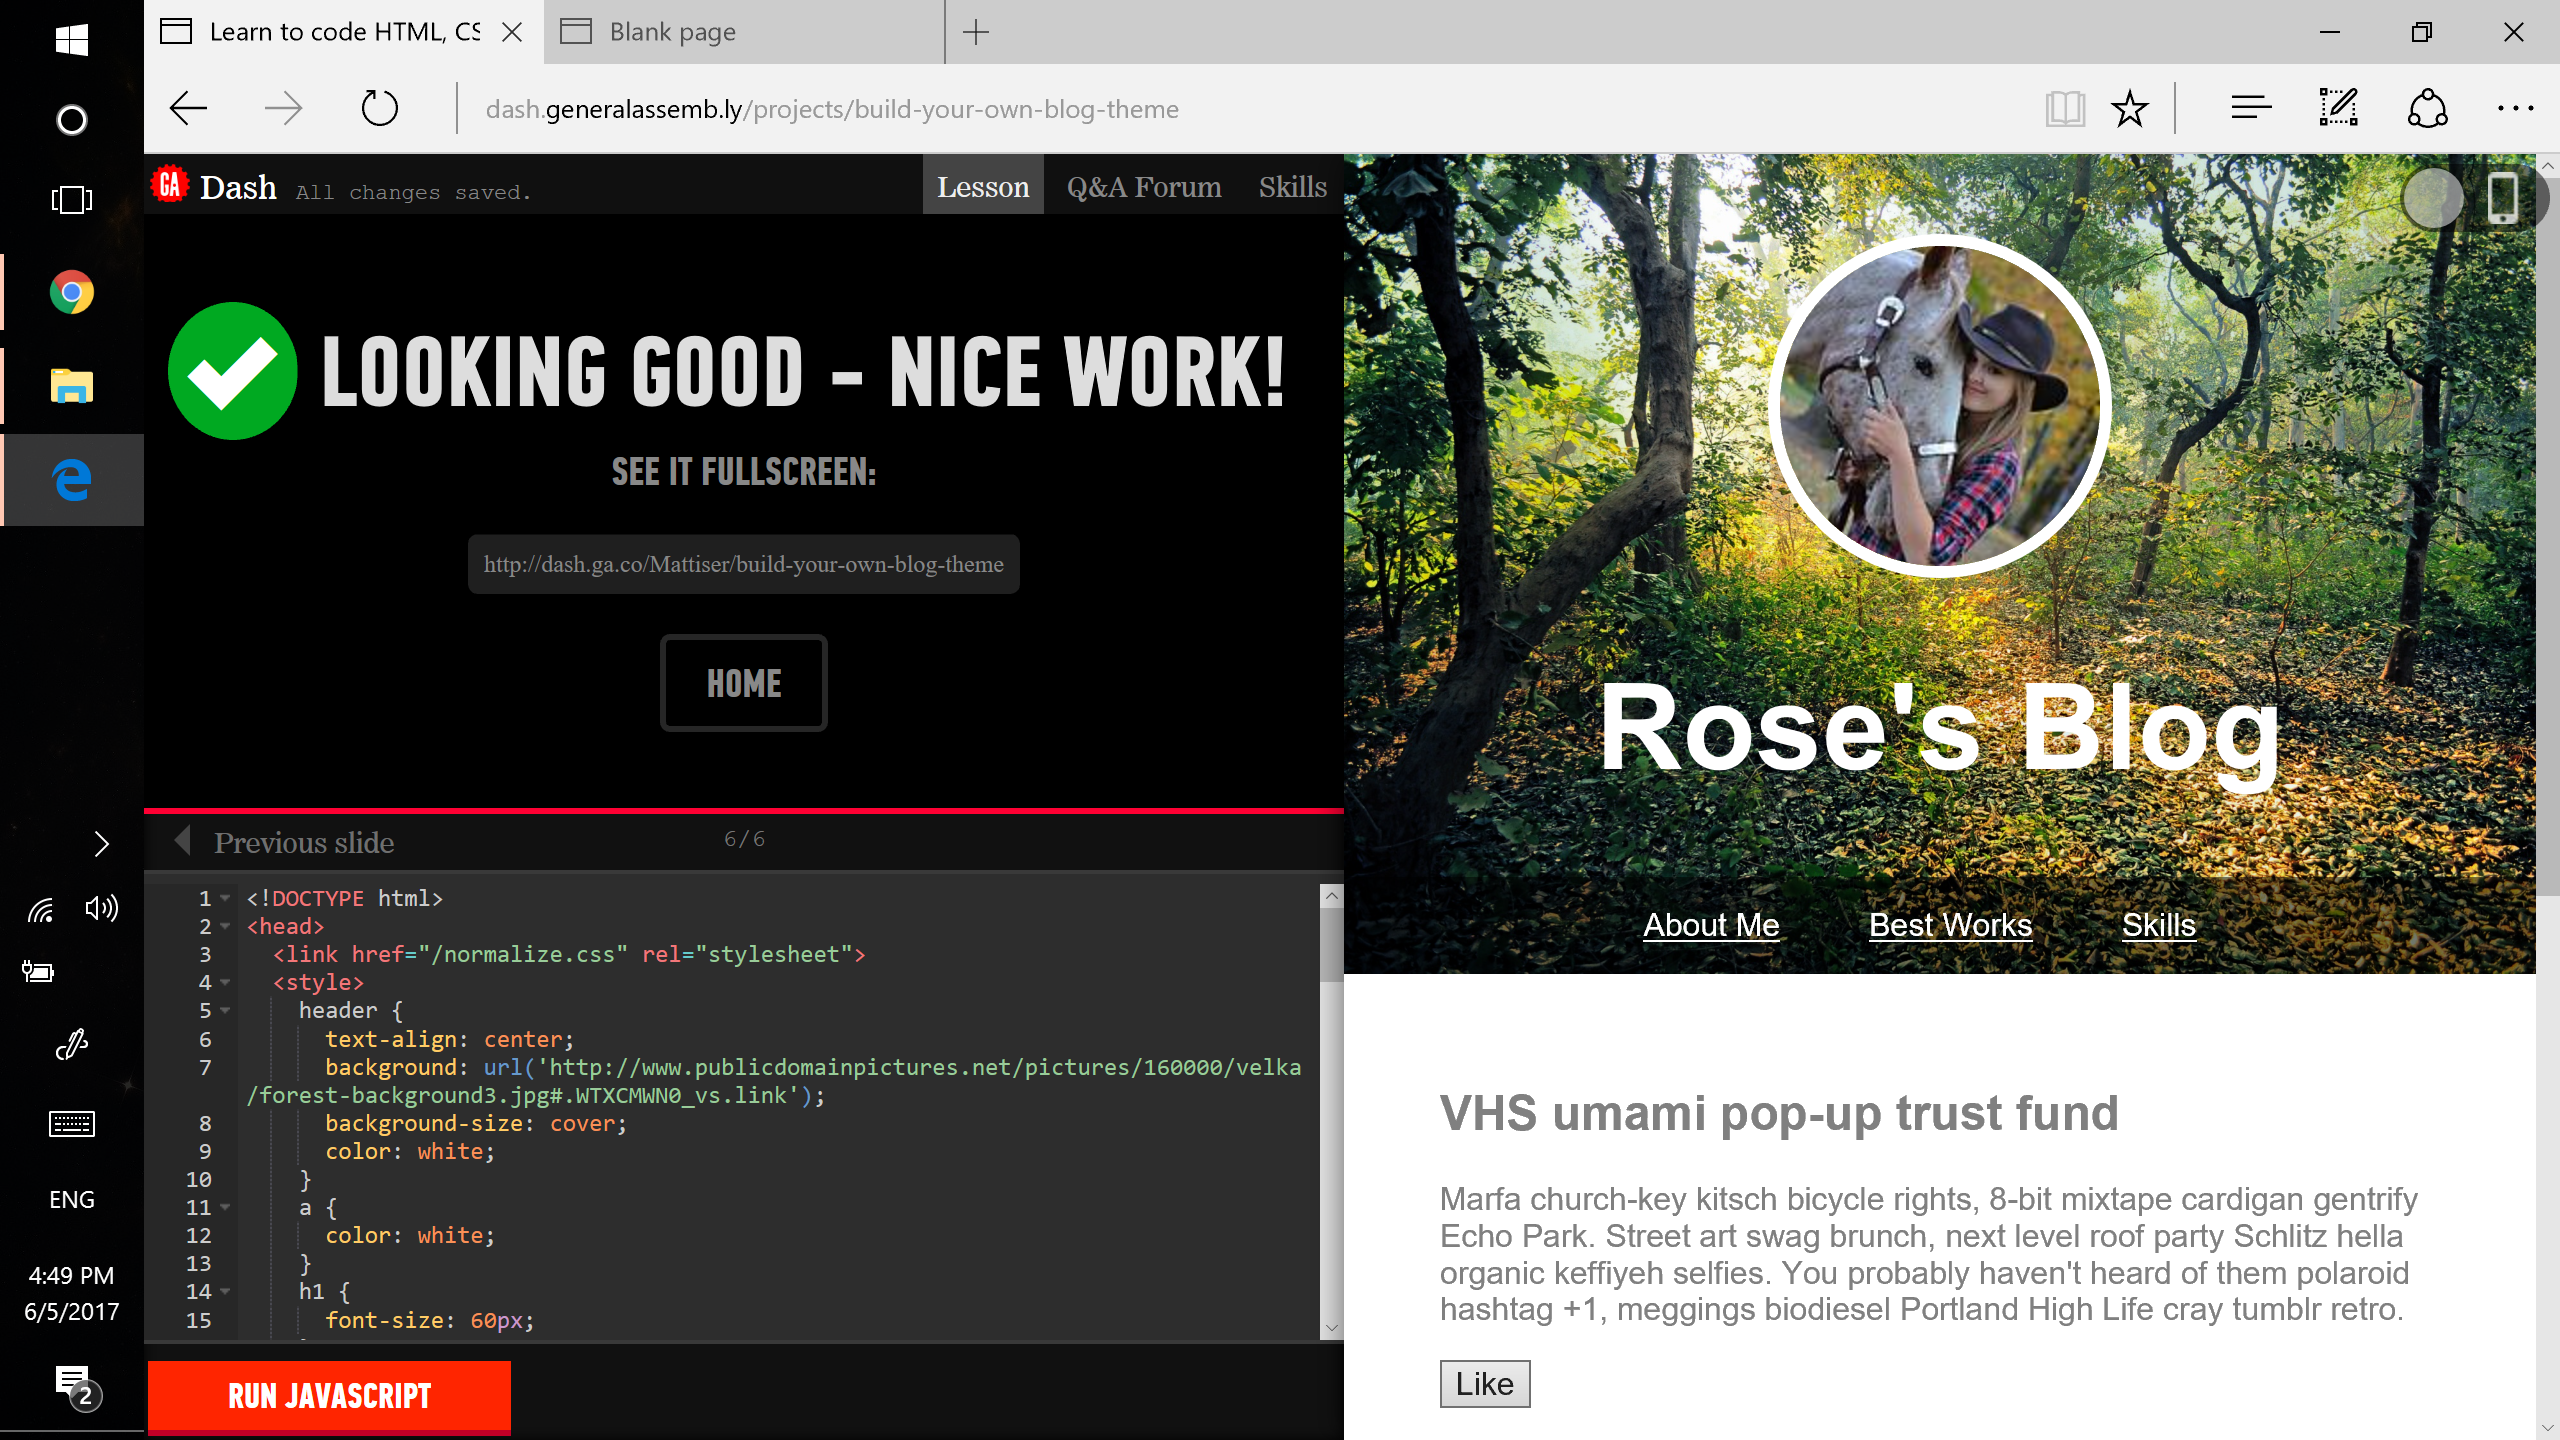 Learn to code HTML, CS
Blank page
dash.generalassemb.ly/projects/build-your-own-blog-theme
GA Dash All changes saved.
Lesson Q&A Forum Skills
LOOKING GOOD - NICE WORK!
SEE IT FULLSCREEN:
http://dash.ga.co/Mattiser/build-your-own-blog-theme
HOME
Previous slide
6/6
1 <!DOCTYPE html>
2 <head>
3 <link href="/normalize.css" rel="stylesheet">
4 <style>
5 header {
6 text-align: center;
7 background: url('http://www.publicdomainpictures.net/pictures/160000/velka
/forest-background3.jpg#.WTXCMWN0_vs.link');
8 background-size: cover;
9 color: white;
10 }
11 a {
12 color: white;
13 }
14 h1 {
15 font-size: 60px;
RUN JAVASCRIPT
Rose's Blog
About Me Best Works Skills
VHS umami pop-up trust fund
Marfa church-key kitsch bicycle rights, 8-bit mixtape cardigan gentrify
Echo Park. Street art swag brunch, next level roof party Schlitz hella
organic keffiyeh selfies. You probably haven't heard of them polaroid
hashtag +1, meggings biodiesel Portland High Life cray tumblr retro.
Like
ENG
4:49 PM
6/5/2017
2